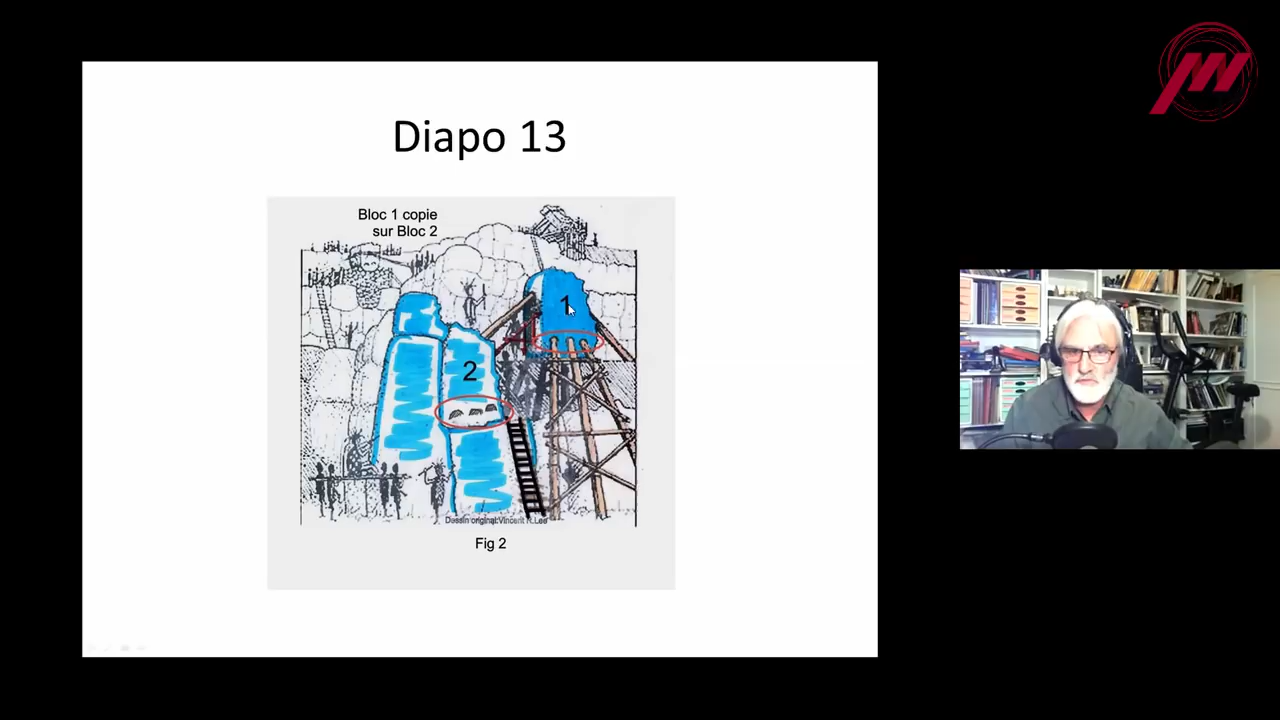 Diapo 13
Bloc 1 copie
sur Bloc 2
1
2
Dessin original:Vincent R.Lee
Fig 2